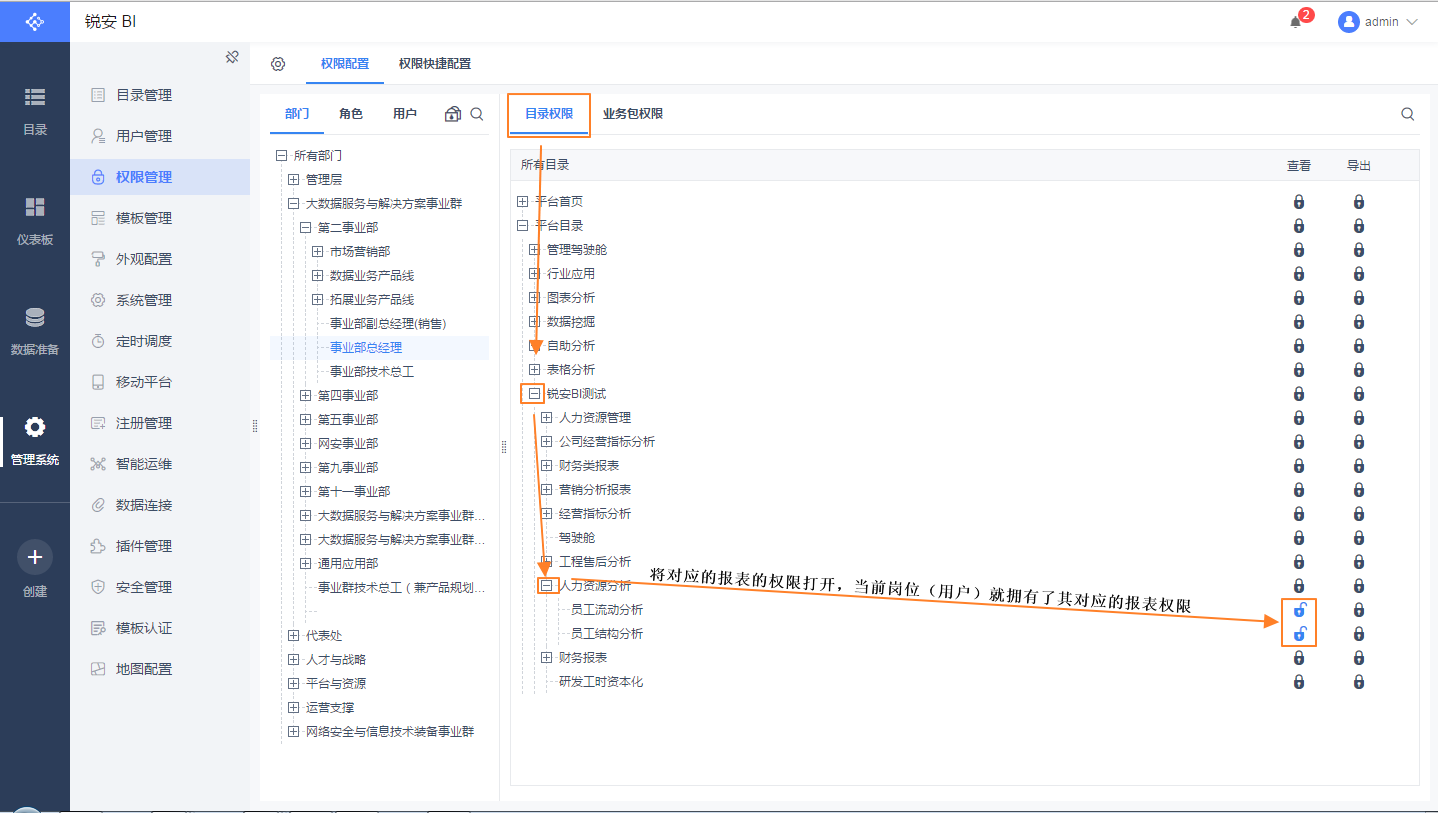 锐安 BI
2
admin
目录
仪表板
数据准备
管理系统
创建
目录管理
用户管理
权限管理
模板管理
外观配置
系统管理
定时调度
移动平台
注册管理
智能运维
数据连接
插件管理
安全管理
模板认证
地图配置
权限配置 权限快捷配置
部门 角色 用户
所有部门
管理层
大数据服务与解决方案事业群
第二事业部
市场营销部
数据业务产品线
拓展业务产品线
事业部副总经理(销售)
事业部总经理
事业部技术总工
第四事业部
第五事业部
网安事业部
第九事业部
第十一事业部
大数据服务与解决方案事业群...
大数据服务与解决方案事业群...
通用应用部
事业群技术总工（兼产品规划...
代表处
人才与战略
平台与资源
运营支撑
网络安全与信息技术装备事业群
目录权限 业务包权限
所有目录 查看 导出
平台首页
平台目录
管理驾驶舱
行业应用
图表分析
数据挖掘
自助分析
表格分析
锐安BI测试
人力资源管理
公司经营指标分析
财务类报表
营销分析报表
经营指标分析
驾驶舱
工程售后分析
人力资源分析
将对应的报表的权限打开，当前岗位（用户）就拥有了其对应的报表权限
员工流动分析
员工结构分析
财务报表
研发工时资本化